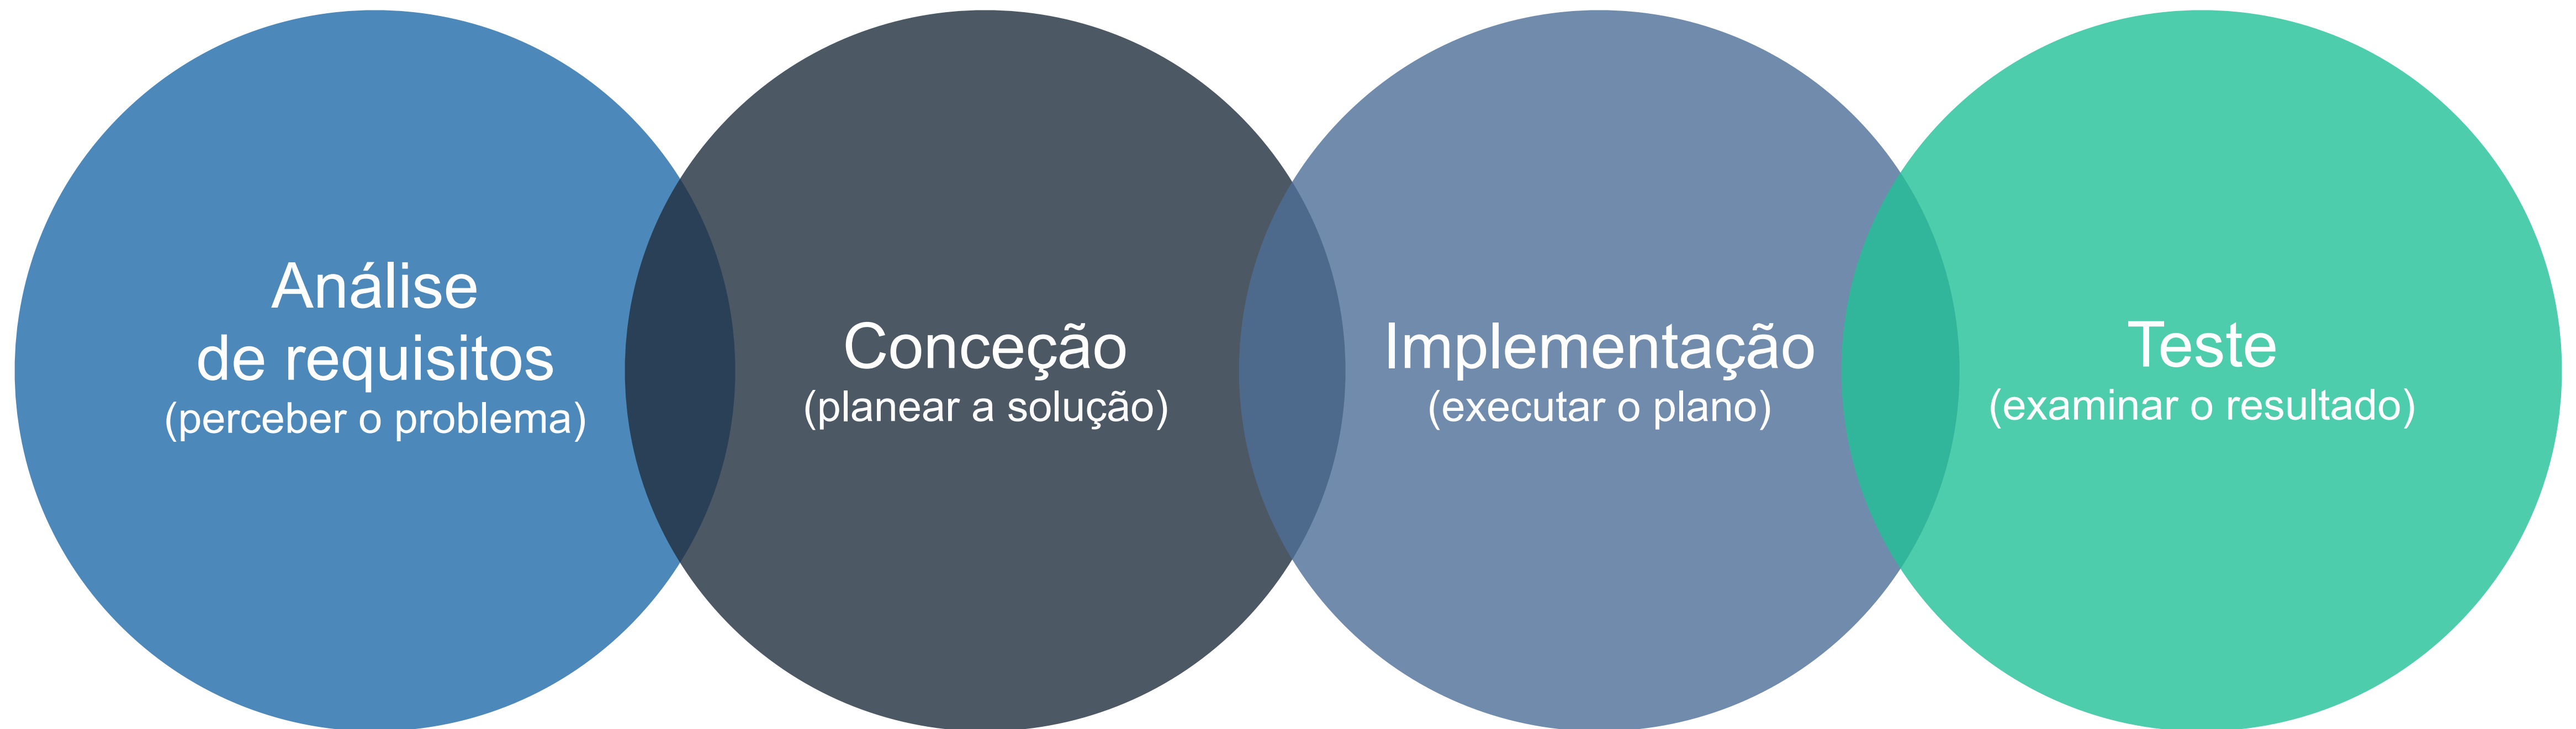 Análise
de requisitos
(perceber o problema)
Conceção
(planear a solução)
Implementação
(executar o plano)
Teste
(examinar o resultado)